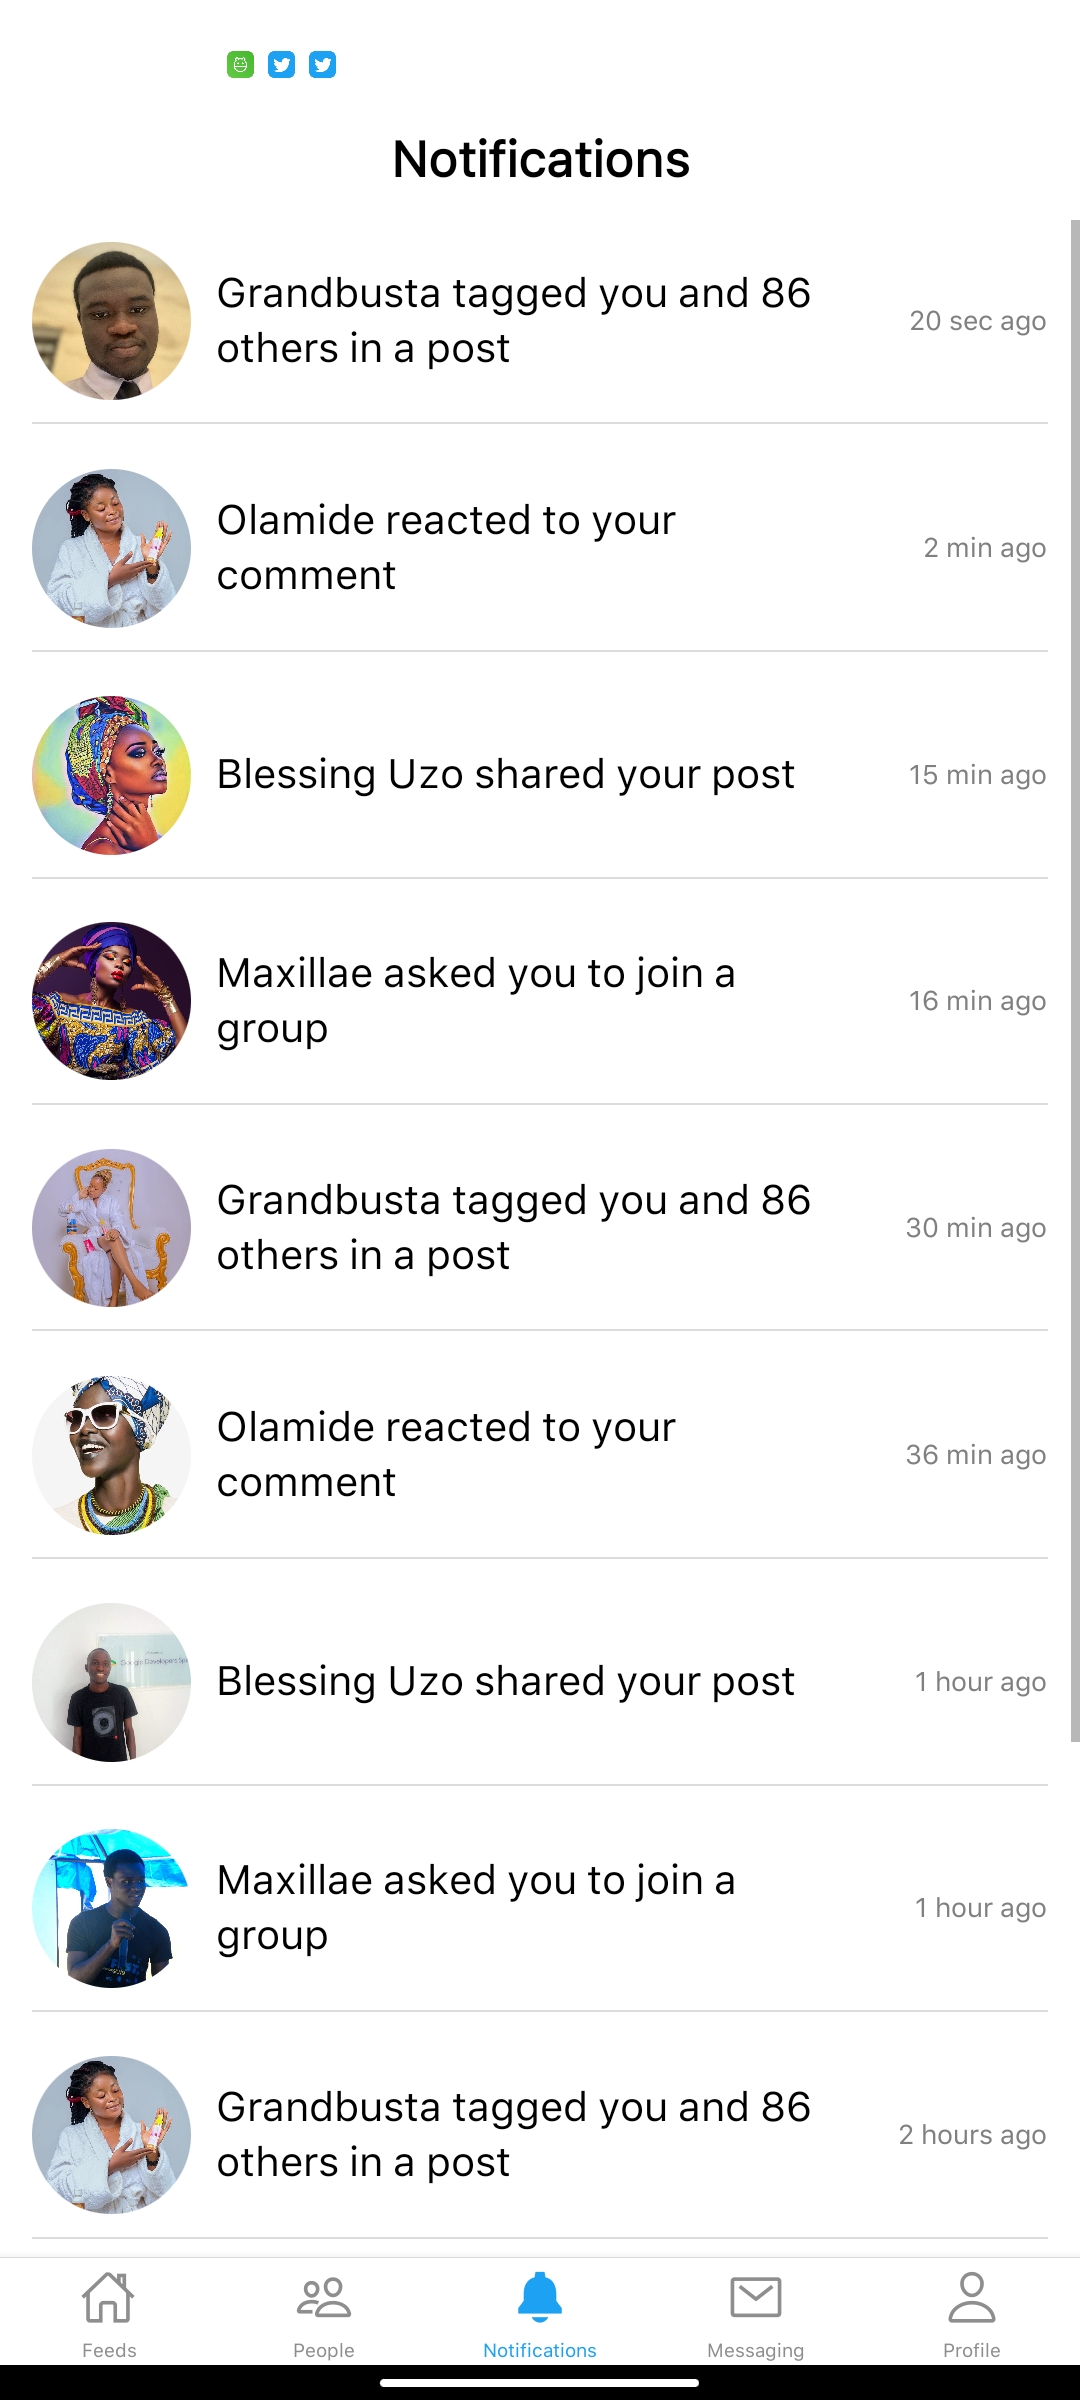 Notifications
Grandbusta tagged you and 86
others in a post
20 sec ago
Olamide reacted to your
comment
2 min ago
Blessing Uzo shared your post
15 min ago
Maxillae asked you to join a
group
16 min ago
Grandbusta tagged you and 86
others in a post
30 min ago
Olamide reacted to your
comment
36 min ago
Blessing Uzo shared your post
1 hour ago
Maxillae asked you to join a
group
1 hour ago
Grandbusta tagged you and 86
others in a post
2 hours ago
Feeds
People
Notifications
Messaging
Profile